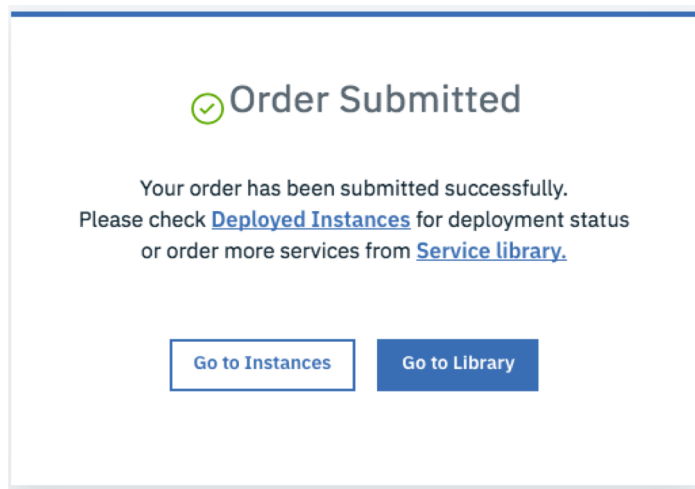 Order Submitted
Your order has been submitted successfully.
Please check Deployed Instances for deployment status
or order more services from Service library.
Go to Instances
Go to Library